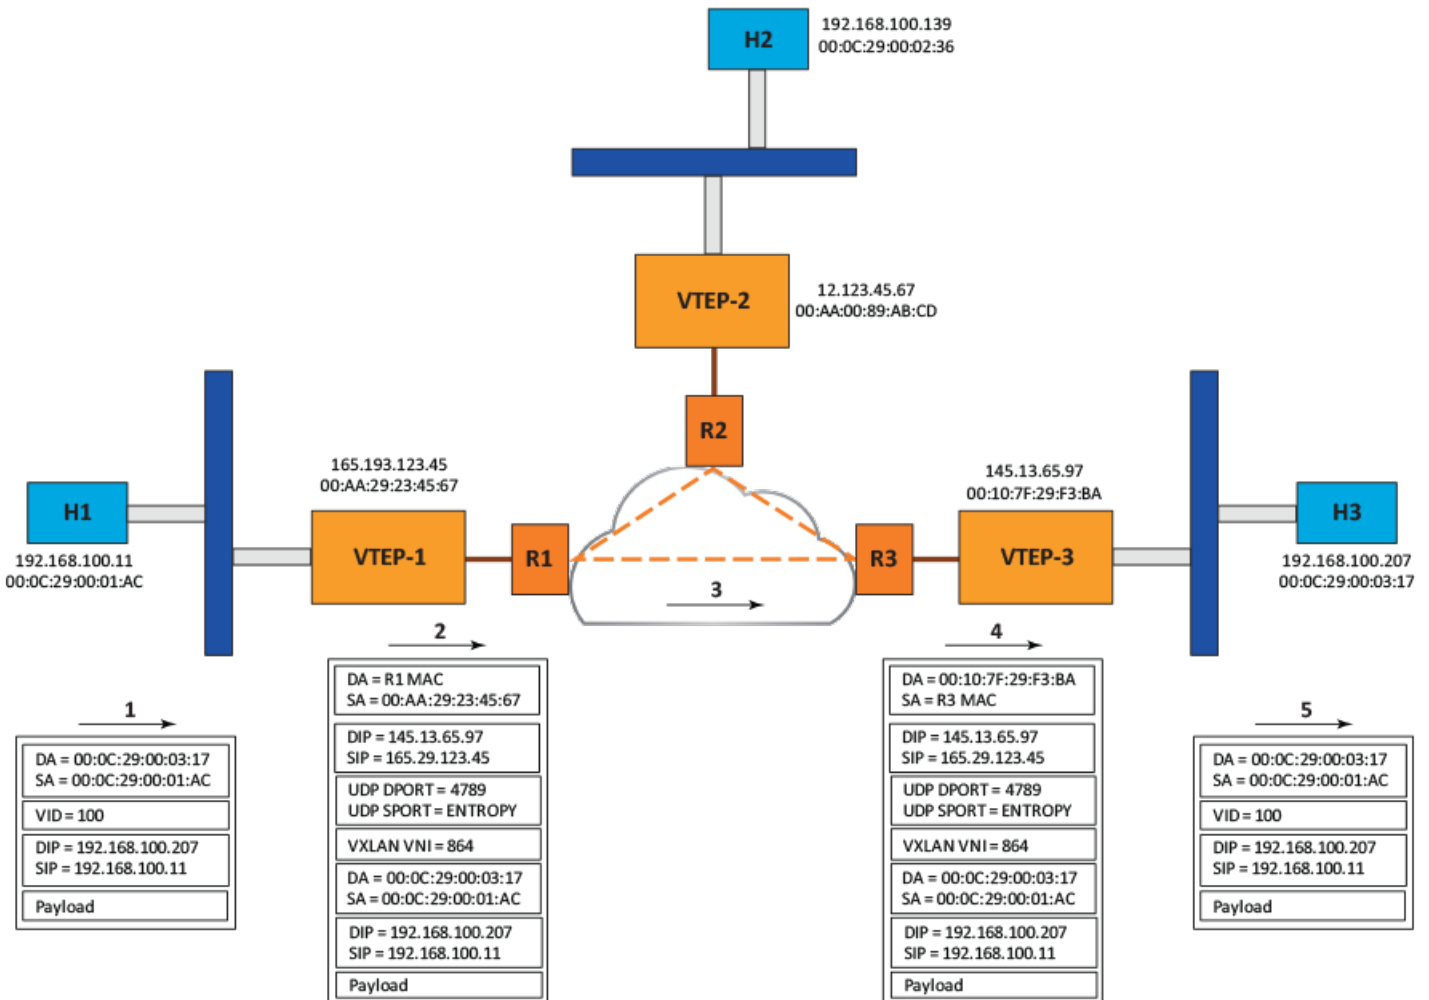 H2
192.168.100.139
00:0C:29:00:02:36
VTEP-2
12.123.45.67
00:AA:00:89:AB:CD
R2
165.193.123.45
00:AA:29:23:45:67
145.13.65.97
00:10:7F:29:F3:BA
H1
192.168.100.11
00:0C:29:00:01:AC
VTEP-1
R1
R3
VTEP-3
H3
192.168.100.207
00:0C:29:00:03:17
3
1
DA = 00:0C:29:00:03:17
SA = 00:0C:29:00:01:AC
VID = 100
DIP = 192.168.100.207
SIP = 192.168.100.11
Payload
2
DA = R1 MAC
SA = 00:AA:29:23:45:67
DIP = 145.13.65.97
SIP = 165.29.123.45
UDP DPORT = 4789
UDP SPORT = ENTROPY
VXLAN VNI = 864
DA = 00:0C:29:00:03:17
SA = 00:0C:29:00:01:AC
DIP = 192.168.100.207
SIP = 192.168.100.11
Payload
4
DA = 00:10:7F:29:F3:BA
SA = R3 MAC
DIP = 145.13.65.97
SIP = 165.29.123.45
UDP DPORT = 4789
UDP SPORT = ENTROPY
VXLAN VNI = 864
DA = 00:0C:29:00:03:17
SA = 00:0C:29:00:01:AC
DIP = 192.168.100.207
SIP = 192.168.100.11
Payload
5
DA = 00:0C:29:00:03:17
SA = 00:0C:29:00:01:AC
VID = 100
DIP = 192.168.100.207
SIP = 192.168.100.11
Payload